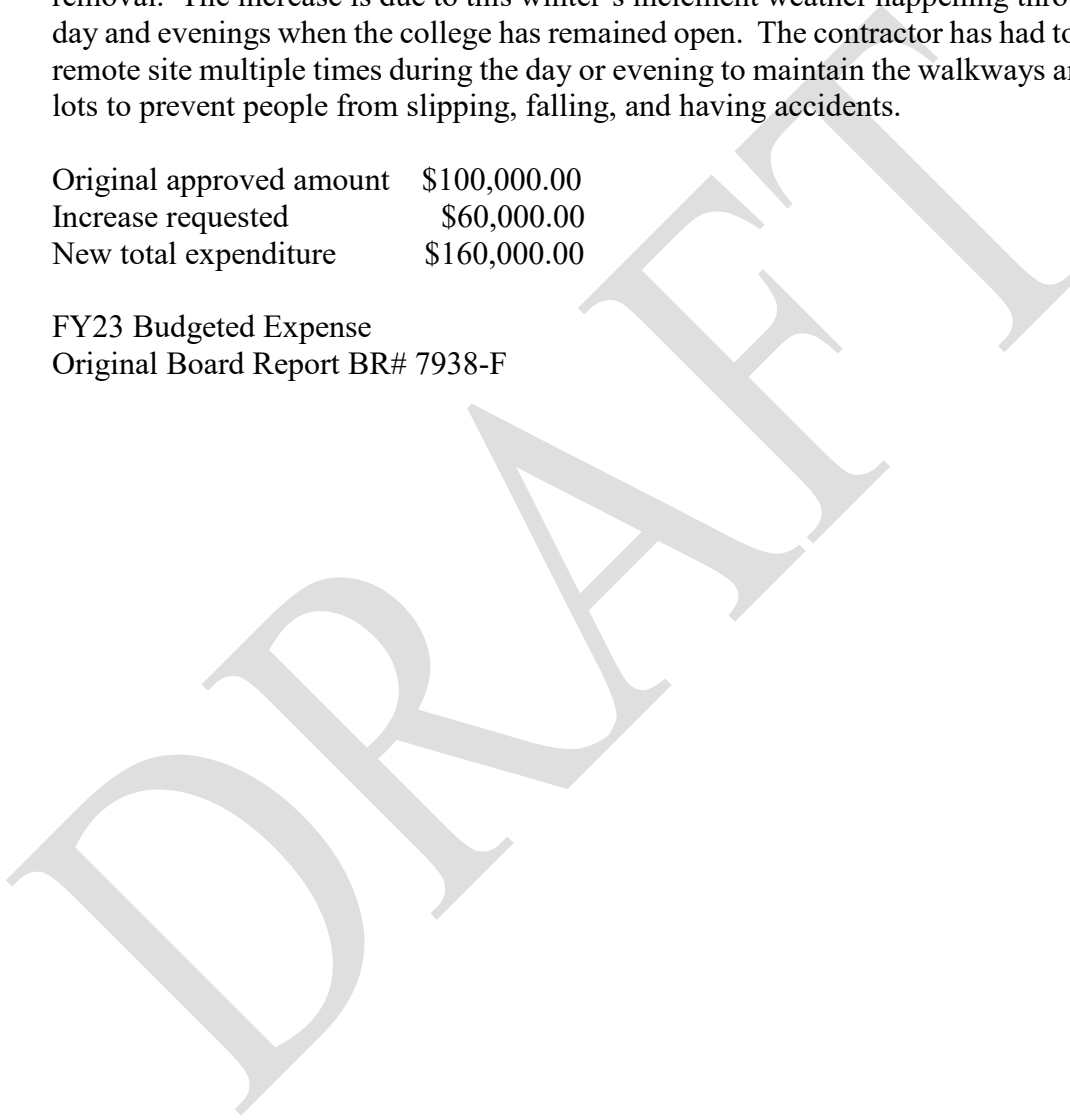 removal. The increase is due to this winter's inclement weather happening thro
day and evenings when the college has remained open. The contractor has had to
remote site multiple times during the day or evening to maintain the walkways a
lots to prevent people from slipping, falling, and having accidents.
Original approved amount $100,000.00
Increase requested $60,000.00
New total expenditure $160,000.00
FY23 Budgeted Expense
Original Board Report BR# 7938-F
DRAFT